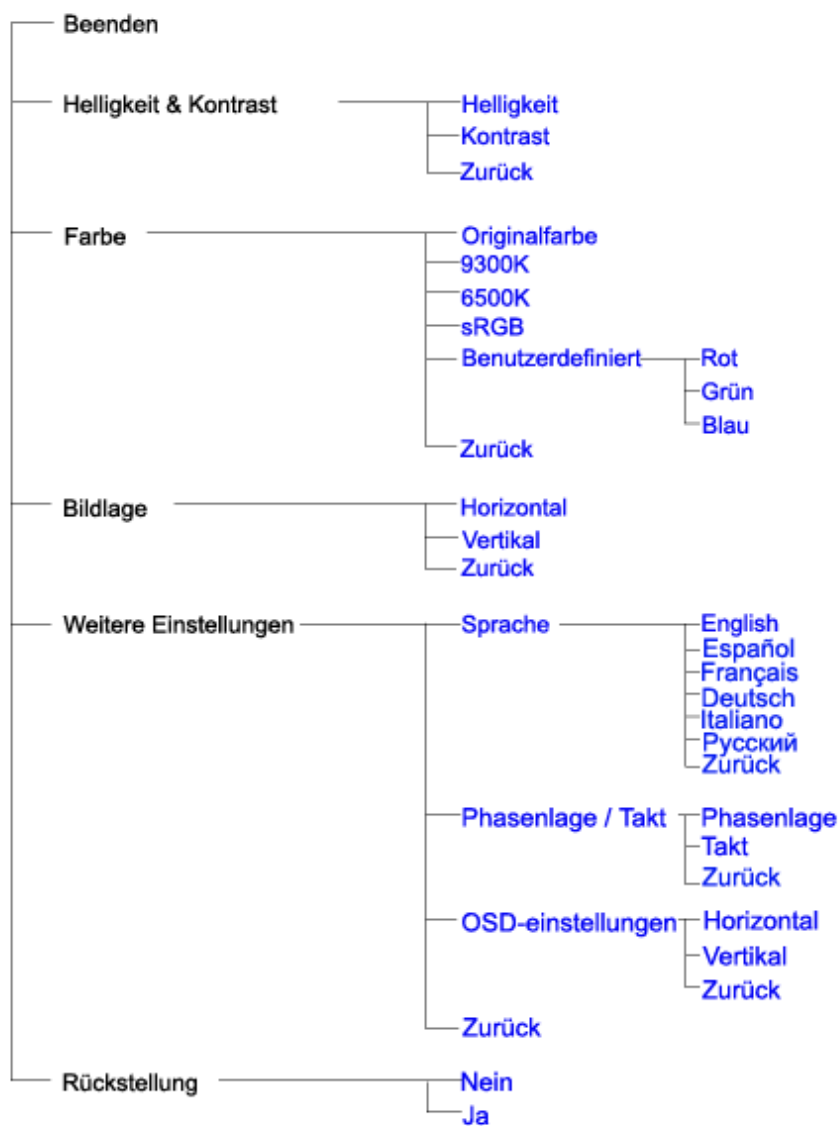 Beenden
Helligkeit & Kontrast Helligkeit
Kontrast
Zurück
Farbe Originalfarbe
9300K
6500K
sRGB
Benutzerdefiniert Rot
Grün
Blau
Zurück
Bildlage Horizontal
Vertikal
Zurück
Weitere Einstellungen Sprache English
Español
Français
Deutsch
Italiano
Русский
Zurück
Phasenlage / Takt Phasenlage
Takt
Zurück
OSD-einstellungen Horizontal
Vertikal
Zurück
Zurück
Rückstellung Nein
Ja